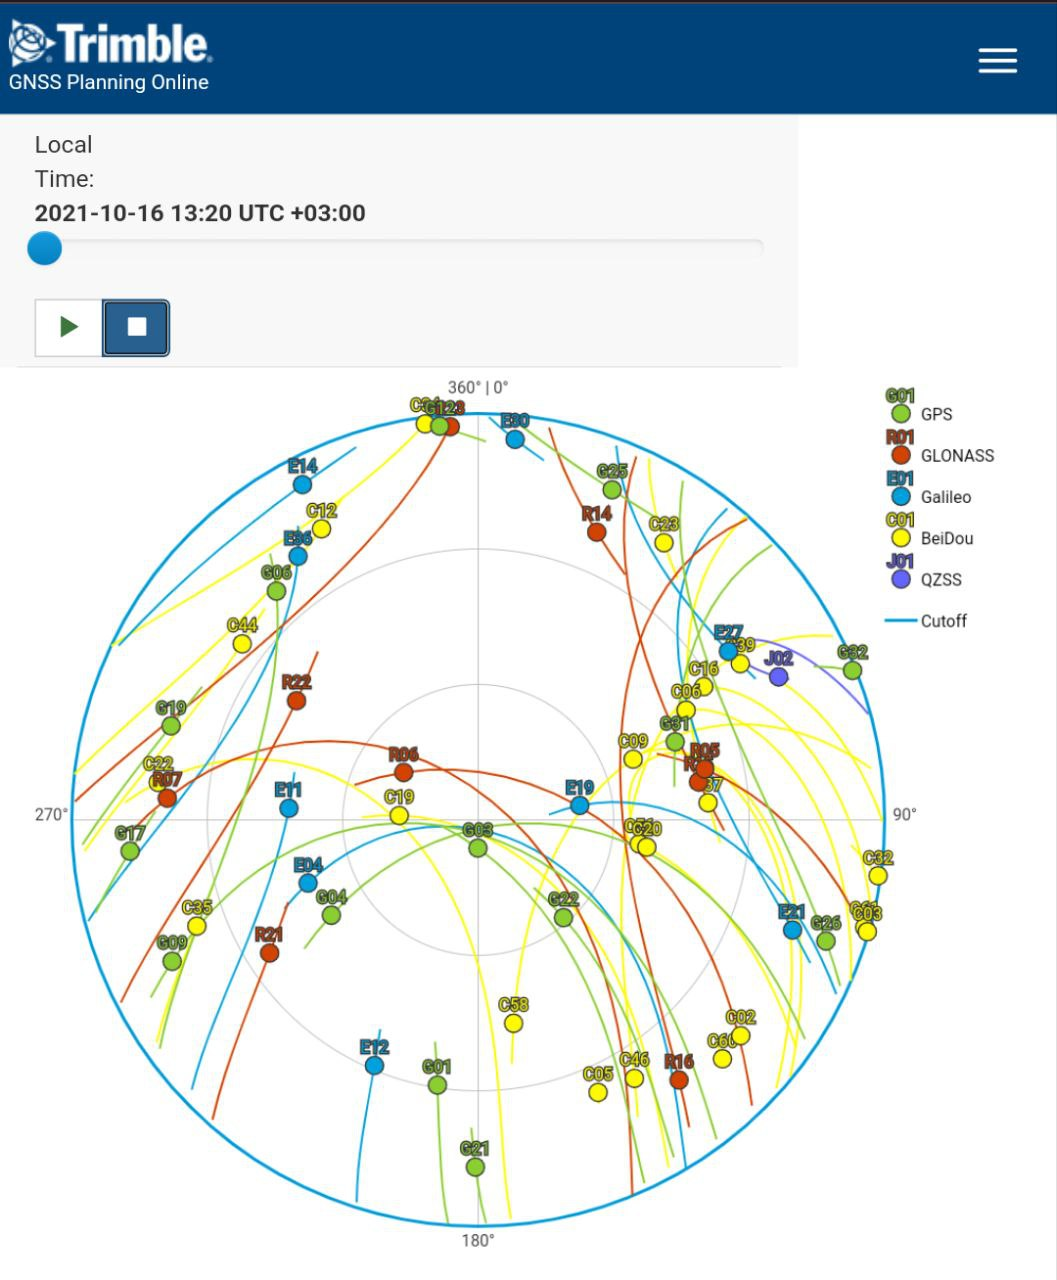 Trimble
GNSS Planning Online
Local
Time:
2021-10-16 13:20 UTC +03:00
360° | 0°
G01
GPS
R01
GLONASS
E01
Galileo
C01
BeiDou
J01
QZSS
Cutoff
E30
E14
G25
C12
R14
C23
E36
G06
C44
E27
J02
G32
C16
R22
C06
G19
G31
C09
R05
C22
R06
R07
E11
E19
C19
270°
90°
G17
G03
C20
C32
E04
G04
G22
C35
E21
G26
C03
R21
G09
C58
C02
E12
C60
G01
C05
C46
R16
G21
180°